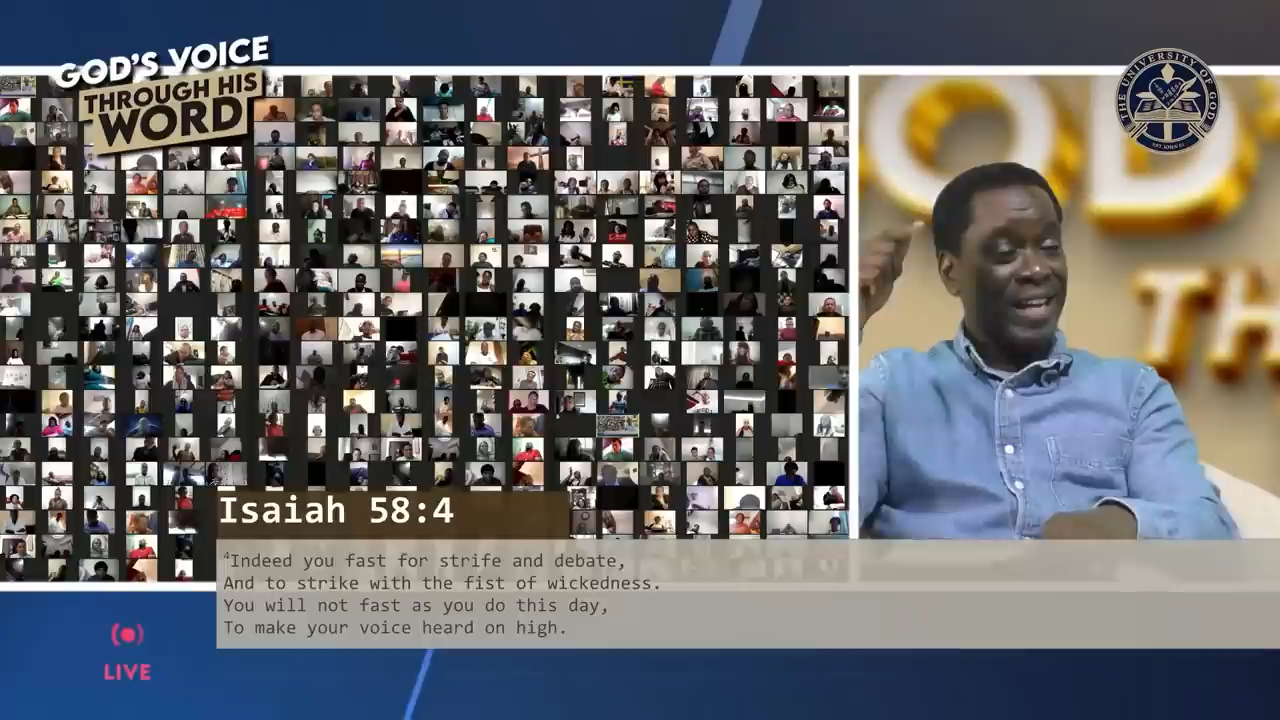 GOD'S VOICE
THROUGH HIS
WORD
THE UNIVERSITY OF GOD
OD'
Th
Isaiah 58:4
⁴Indeed you fast for strife and debate,
And to strike with the fist of wickedness.
You will not fast as you do this day,
To make your voice heard on high.
LIVE